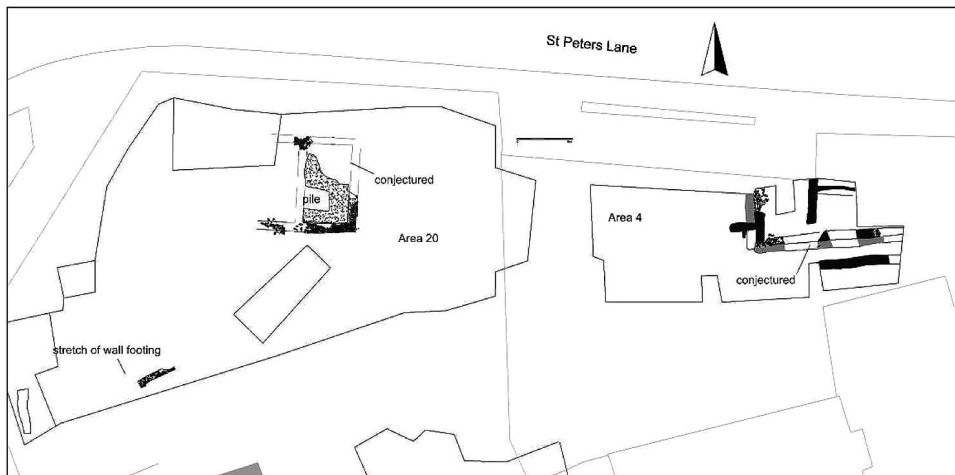 St Peters Lane
conjectured
pile
Area 20
Area 4
conjectured
stretch of wall footing